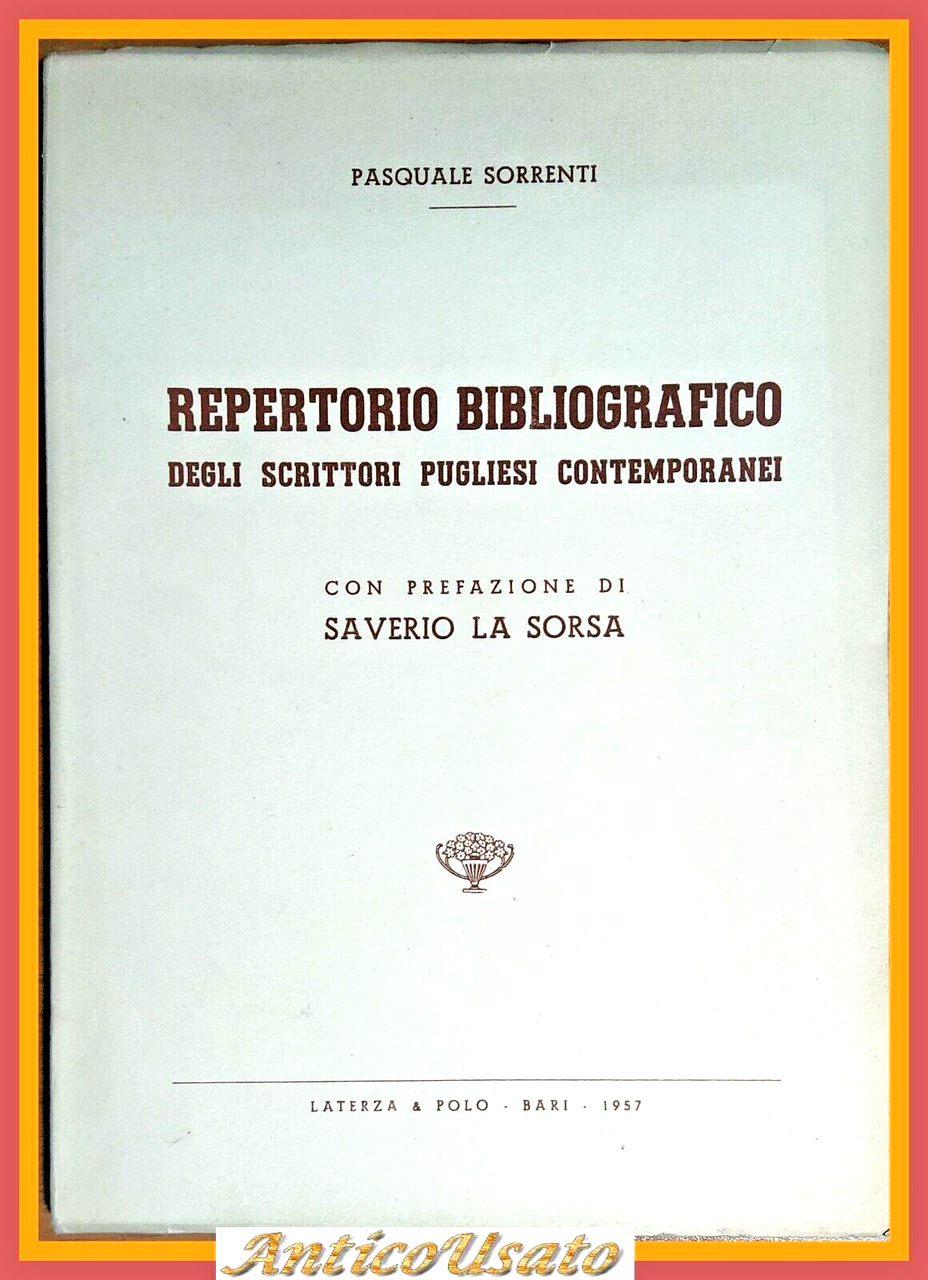 PASQUALE SORRENTI
REPERTORIO BIBLIOGRAFICO
DEGLI SCRITTORI PUGLIESI CONTEMPORANEI
CON PREFAZIONE DI
SAVERIO LA SORSA
LATERZA & POLO - BARI - 1957
AnticoUsato